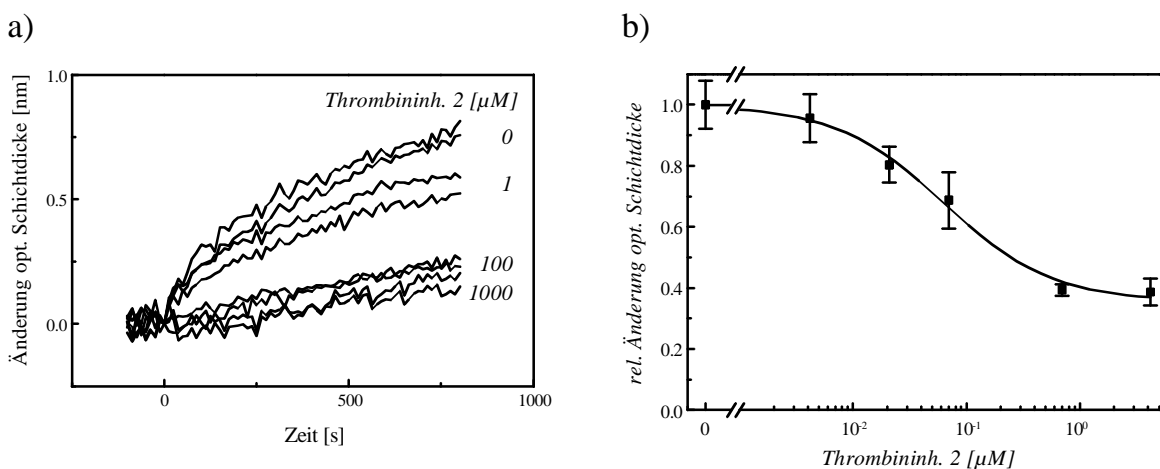 a)
Änderung opt. Schichtdicke [nm]
1.0
0.5
0.0
Thrombininh. 2 [µM]
0
1
100
1000
0
500
1000
Zeit [s]
b)
rel. Änderung opt. Schichtdicke
1.0
0.8
0.6
0.4
0.2
0.0
0
10-2
10-1
100
Thrombininh. 2 [µM]